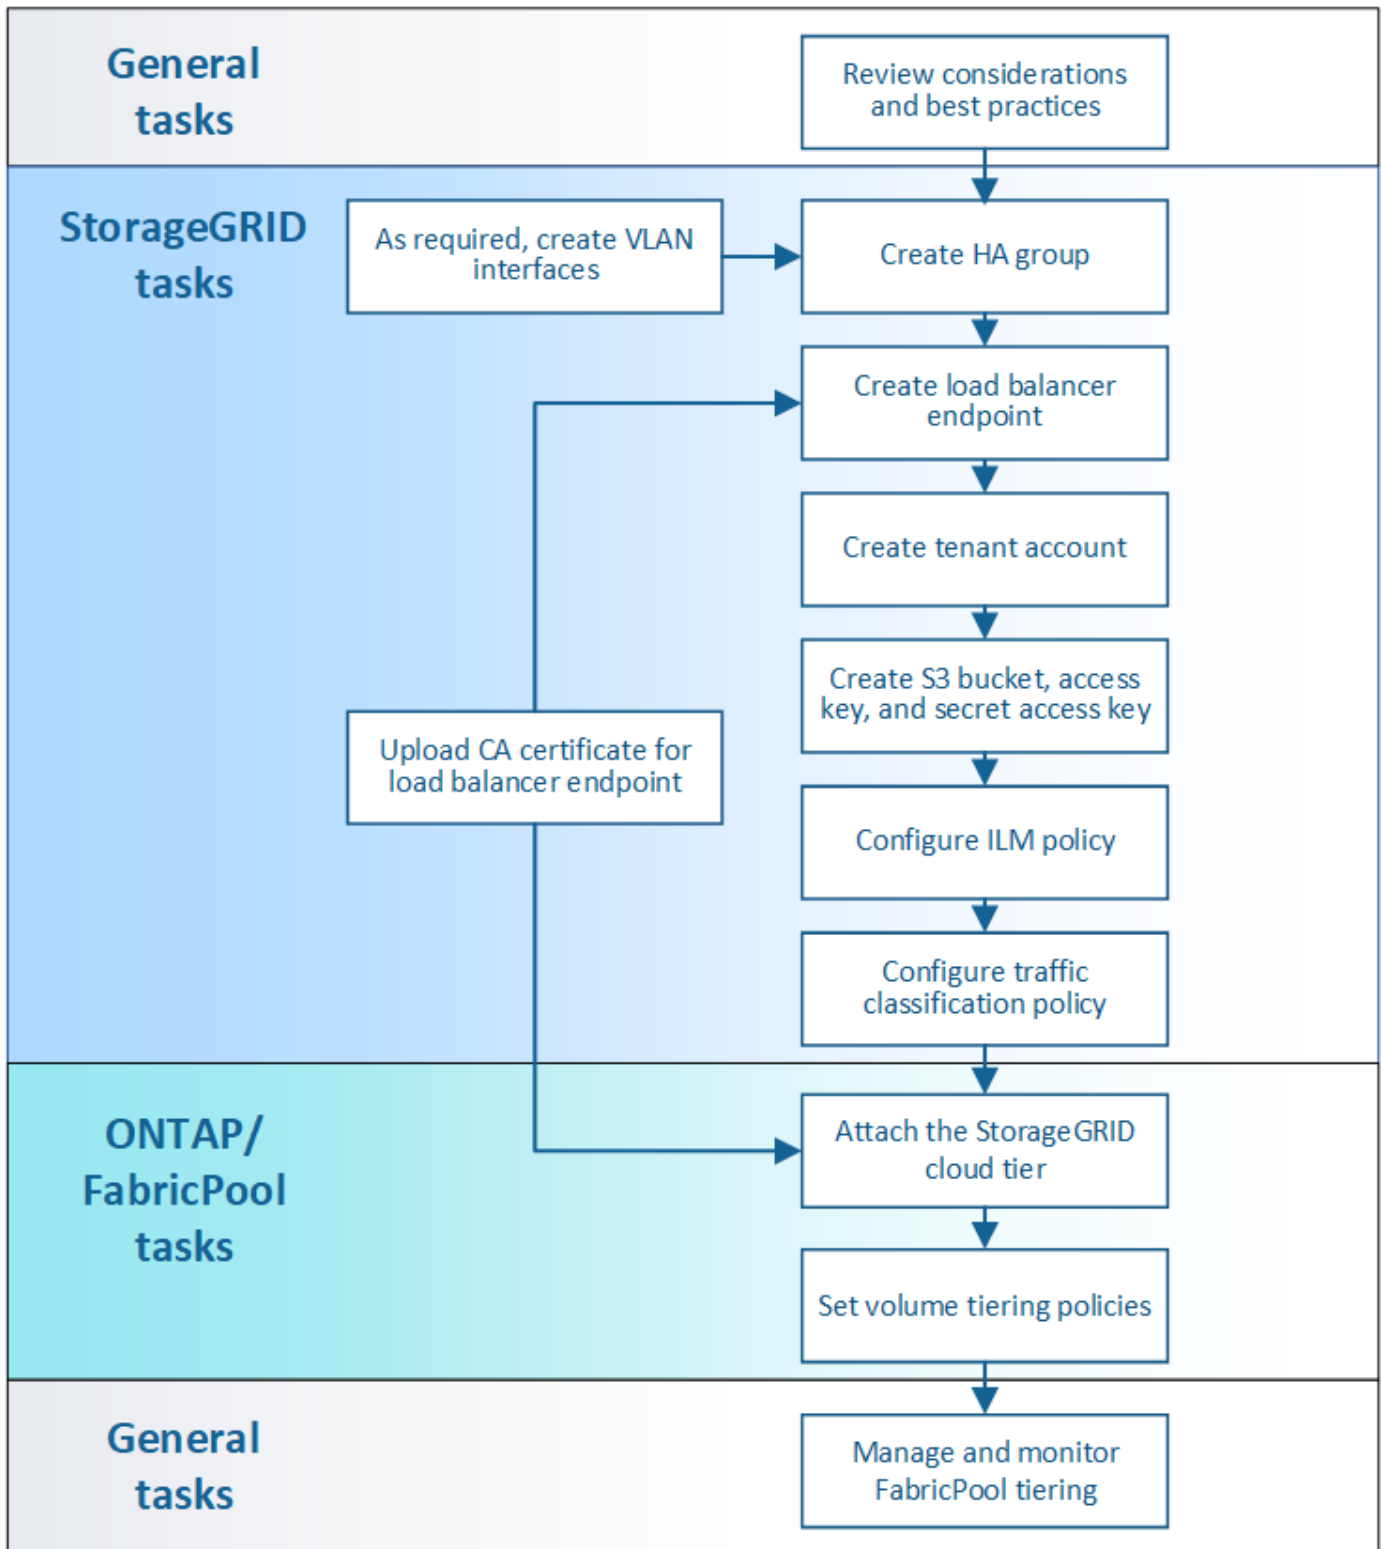 General
tasks
Review considerations
and best practices
StorageGRID
tasks
As required, create VLAN
interfaces
Create HA group
Create load balancer
endpoint
Create tenant account
Create S3 bucket, access
key, and secret access key
Upload CA certificate for
load balancer endpoint
Configure ILM policy
Configure traffic
classification policy
ONTAP/
FabricPool
tasks
Attach the StorageGRID
cloud tier
Set volume tiering policies
General
tasks
Manage and monitor
FabricPool tiering